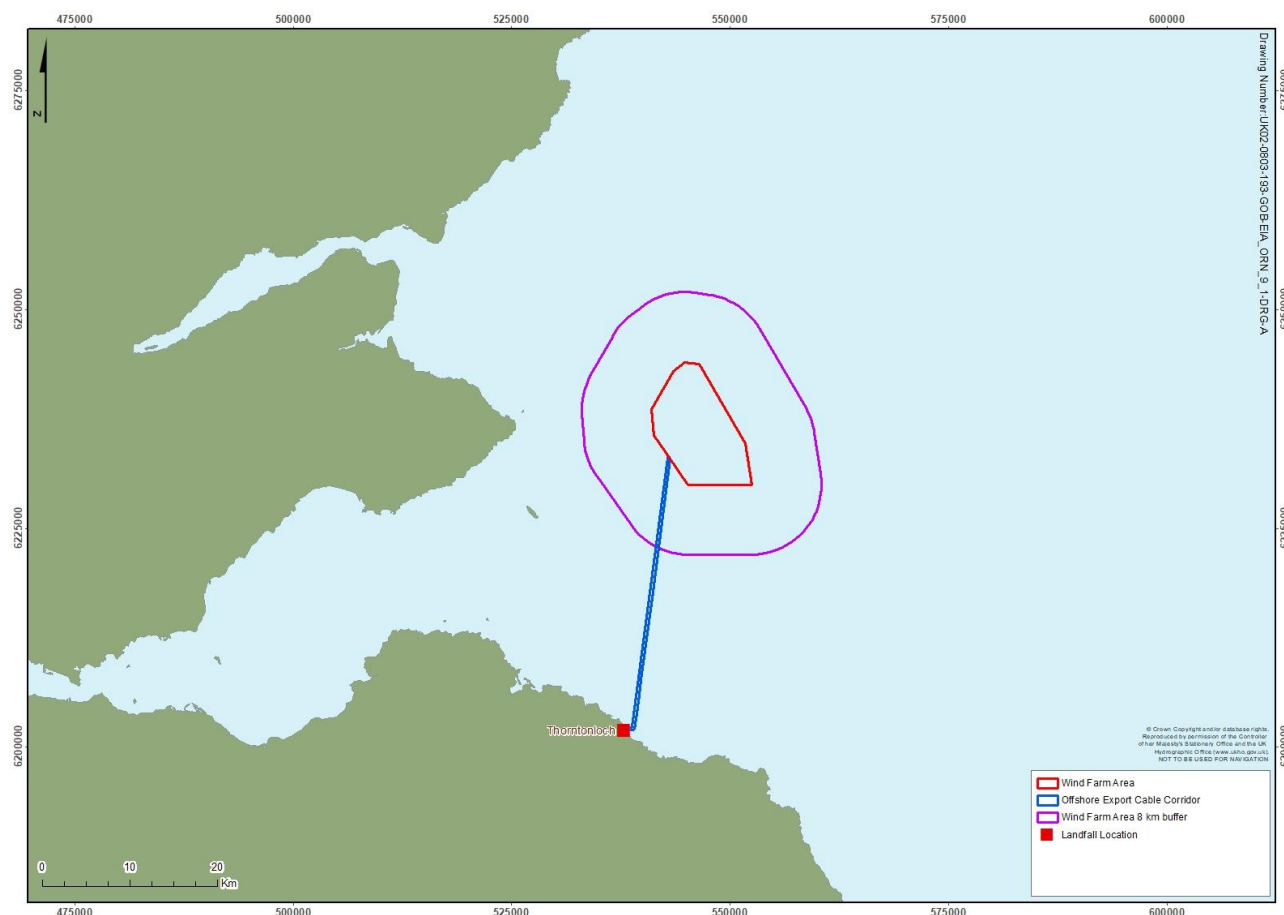 475000 500000 525000 550000 575000 600000
6275000
6250000
6225000
6200000
Z
Drawing Number:UK02-0803-193-GOB-EIA_ORN_9_1-DRG-A
6275000
6250000
6225000
6200000
Thorntonloch
© Crown Copyright and/or database rights.
Reproduced by permission of the Controller
of her Majesty's Stationery Office and the UK
Hydrographic Office (www.ukho.gov.uk).
NOT TO BE USED FOR NAVIGATION
Wind Farm Area
Offshore Export Cable Corridor
Wind Farm Area 8 km buffer
Landfall Location
0 10 20
Km
475000 500000 525000 550000 575000 600000